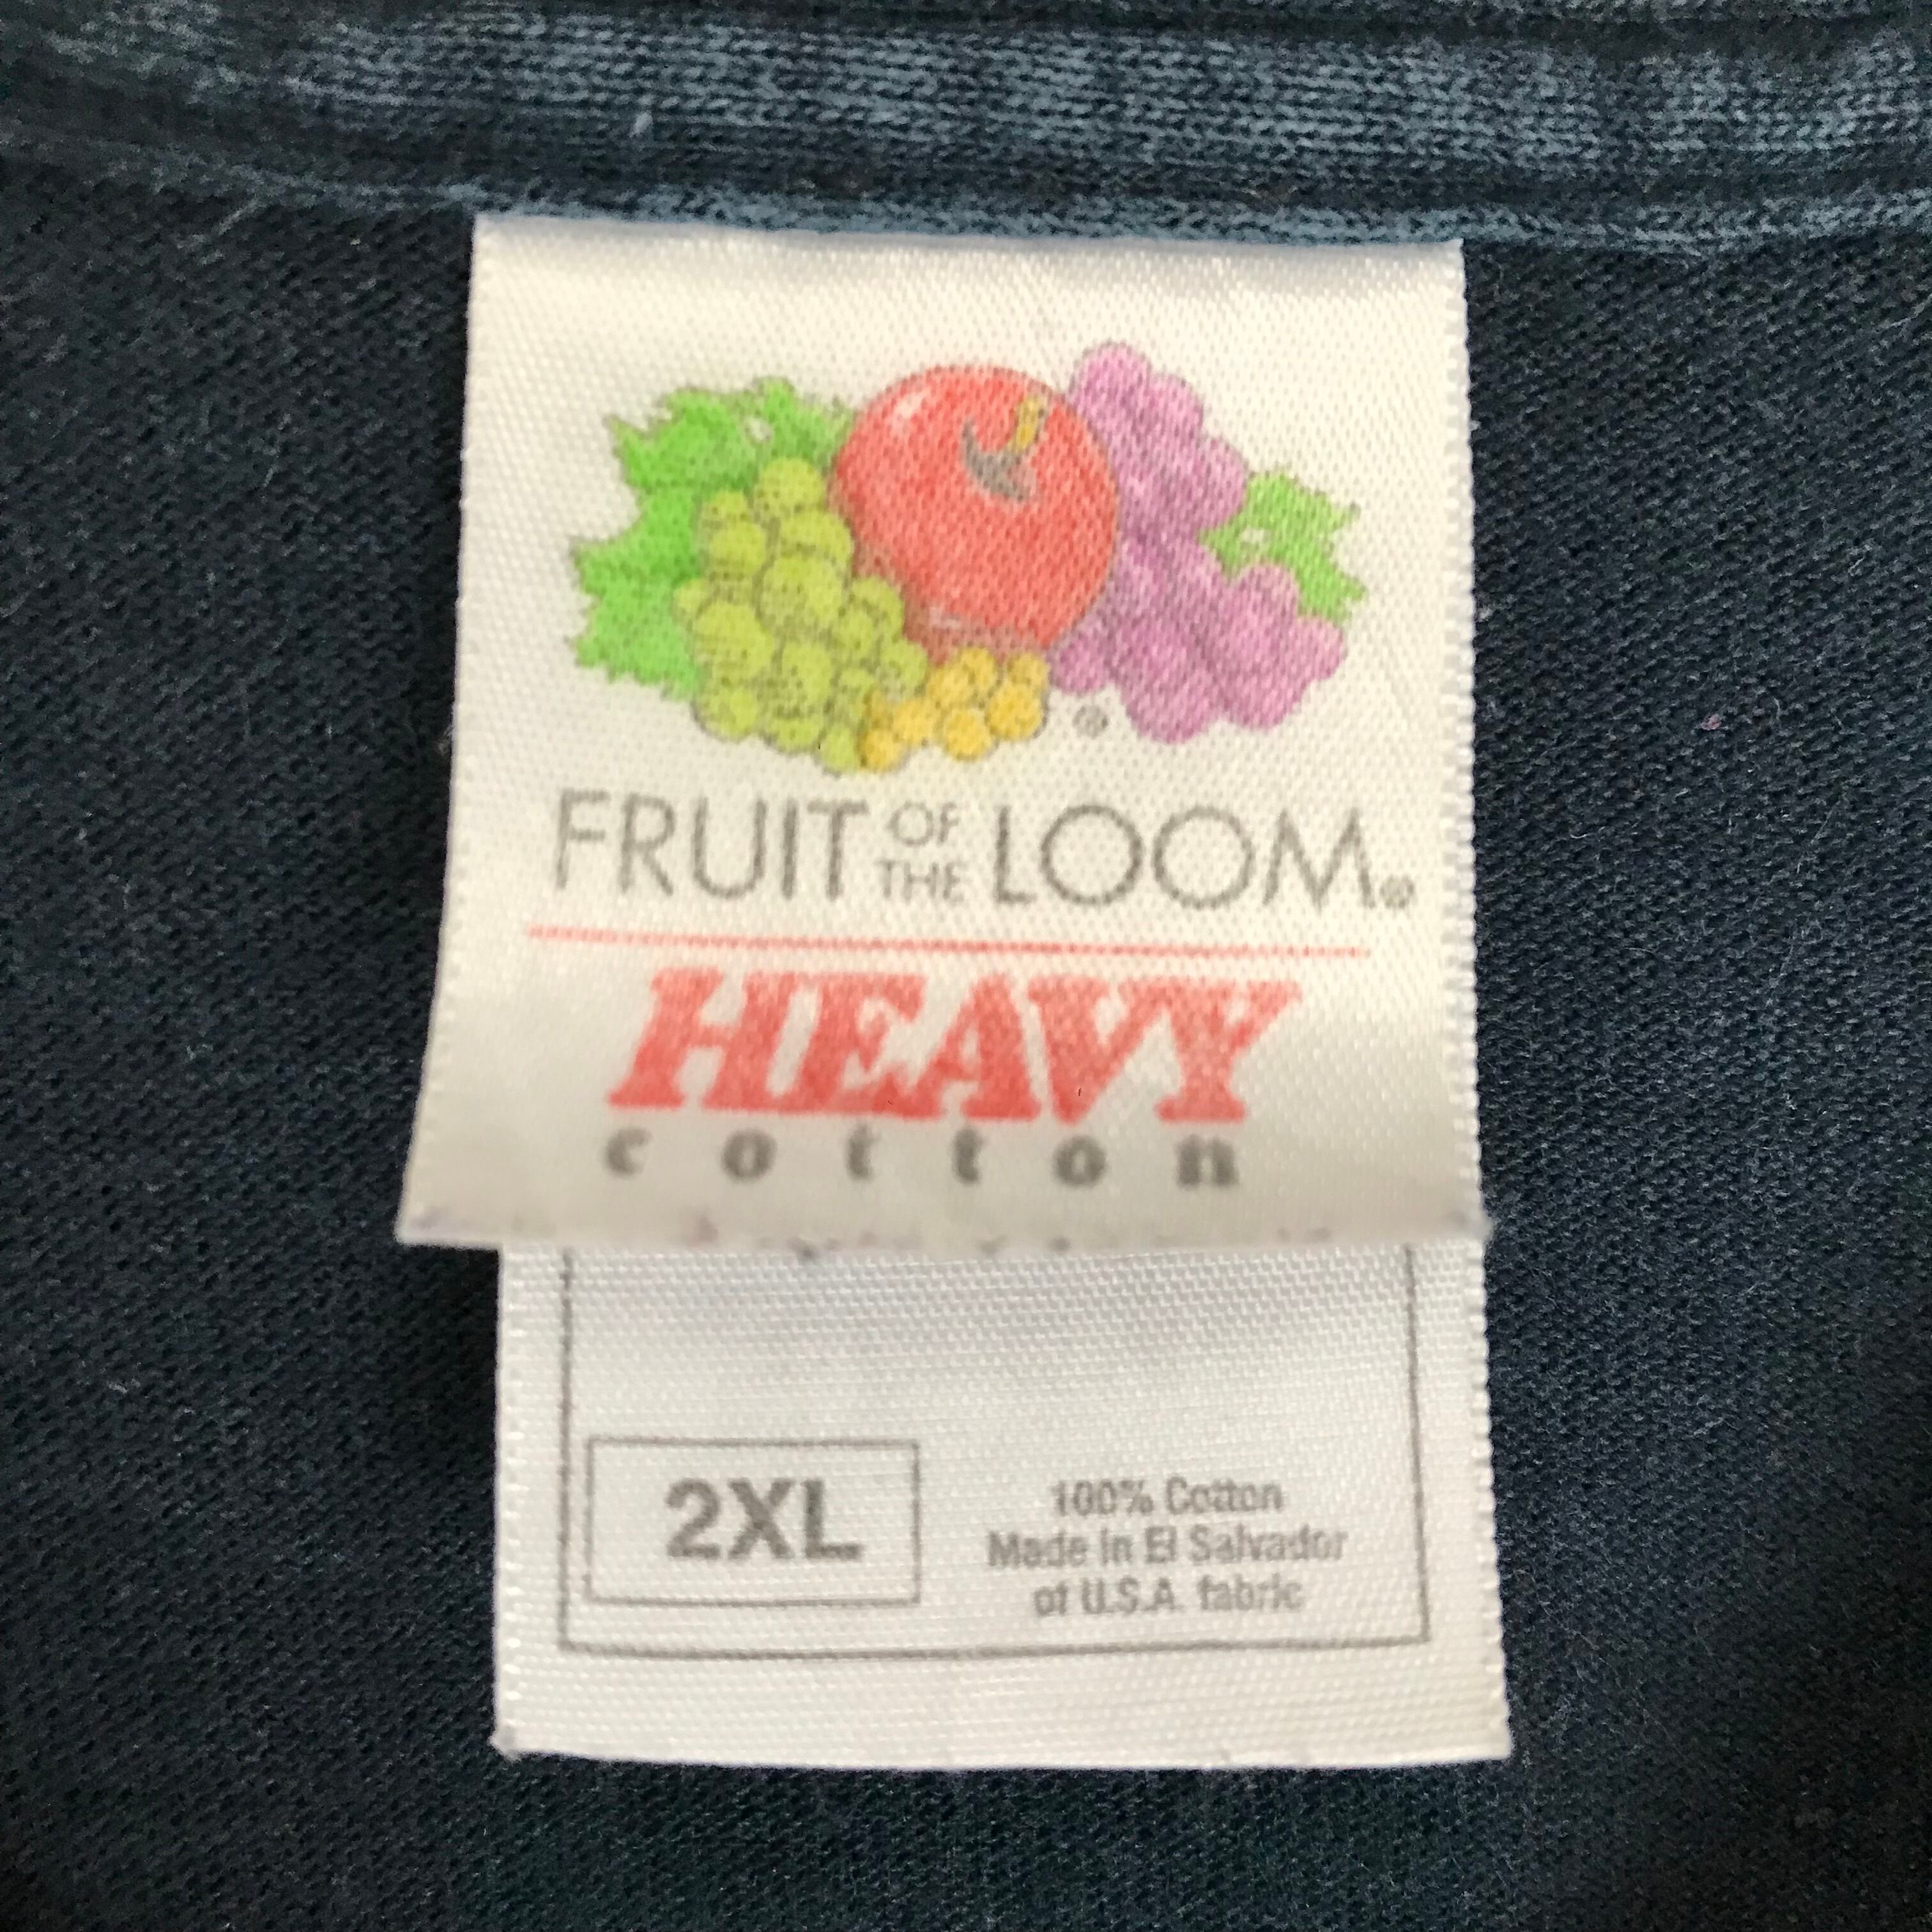 ®
FRUIT OF THE LOOM®
HEAVY
cotton
2XL
100% Cotton
Made in El Salvador
of U.S.A. fabric